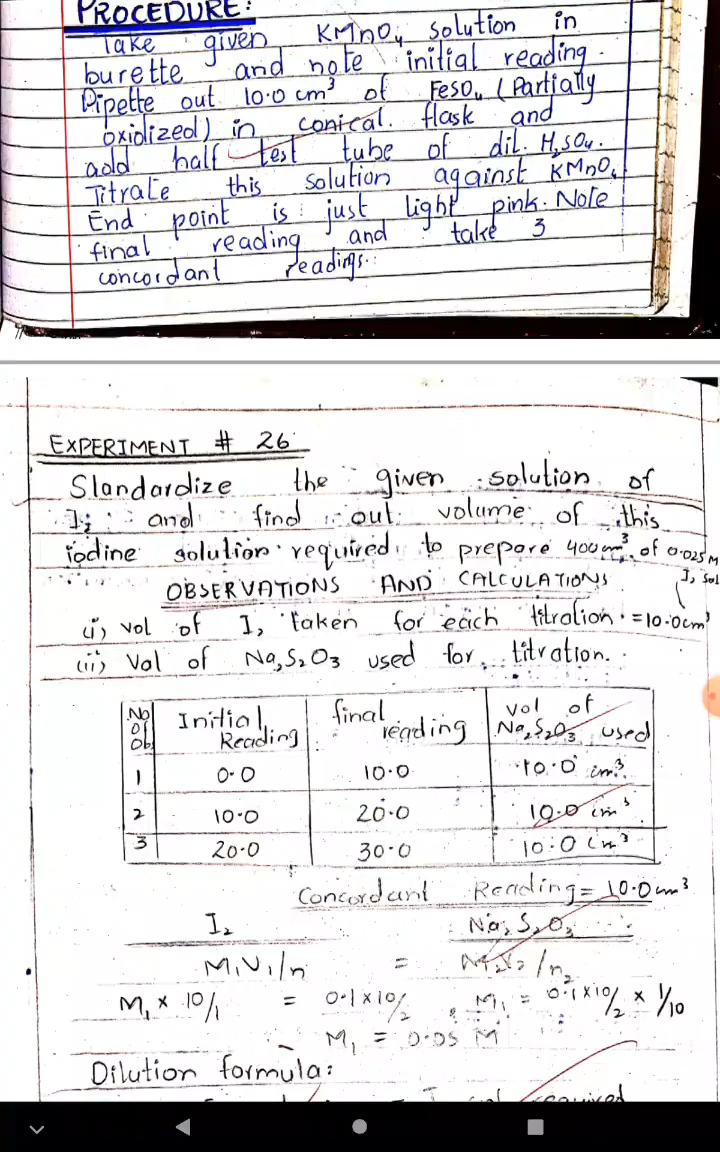 PROCEDURE:
Take given KMnO₄ solution in
burette and note initial reading.
Pipette out 10.0 cm³ of FeSO₄ (Partially
oxidized) in conical flask and
add half test tube of dil. H₂SO₄.
Titrate this solution against KMnO₄
End point is just light pink. Note
final reading and take 3
concordant readings.
EXPERIMENT # 26
Standardize the given solution of
I₂ and find out volume of this
iodine solution required to prepare 400cm³ of 0.025M
I₂ sol
OBSERVATIONS AND CALCULATIONS
(i) vol of I₂ taken for each titration = 10.0cm³
(ii) Vol of Na₂S₂O₃ used for titration.
No Of Ob. Initial Reading final reading vol of Na₂S₂O₃ used
1 0.0 10.0 10.0 cm³
2 10.0 20.0 10.0 cm³
3 20.0 30.0 10.0 cm³
Concordant Reading = 10.0 cm³
I₂ Na₂S₂O₃
M₁V₁/n = M₂V₂/n₂
M₁ × 10/1 = 0.1×10/2 , M₁ = 0.1×10/2 × 1/10
M₁ = 0.05 M
Dilution formula:
required